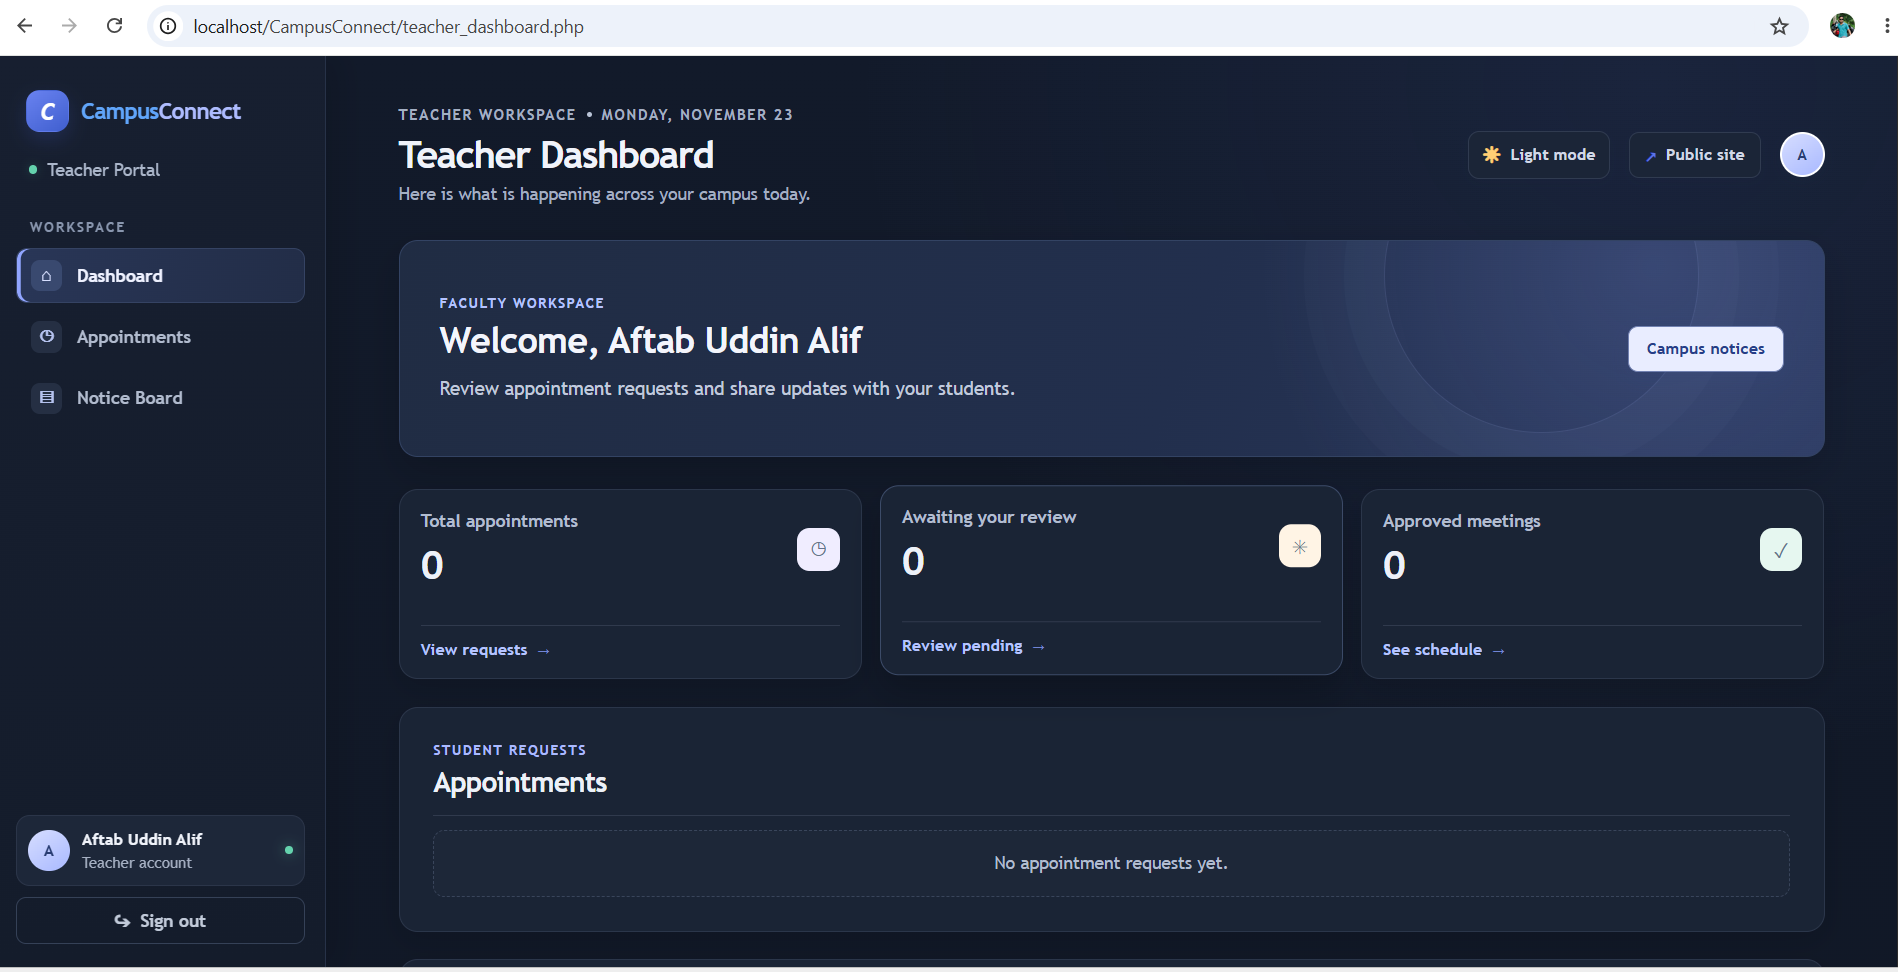 localhost/CampusConnect/teacher_dashboard.php
C CampusConnect
Teacher Portal
WORKSPACE
Dashboard
Appointments
Notice Board
A
Aftab Uddin Alif
Teacher account
Sign out
TEACHER WORKSPACE • MONDAY, NOVEMBER 23
Teacher Dashboard
Here is what is happening across your campus today.
Light mode
Public site
A
FACULTY WORKSPACE
Welcome, Aftab Uddin Alif
Review appointment requests and share updates with your students.
Campus notices
Total appointments
0
View requests →
Awaiting your review
0
Review pending →
Approved meetings
0
See schedule →
STUDENT REQUESTS
Appointments
No appointment requests yet.